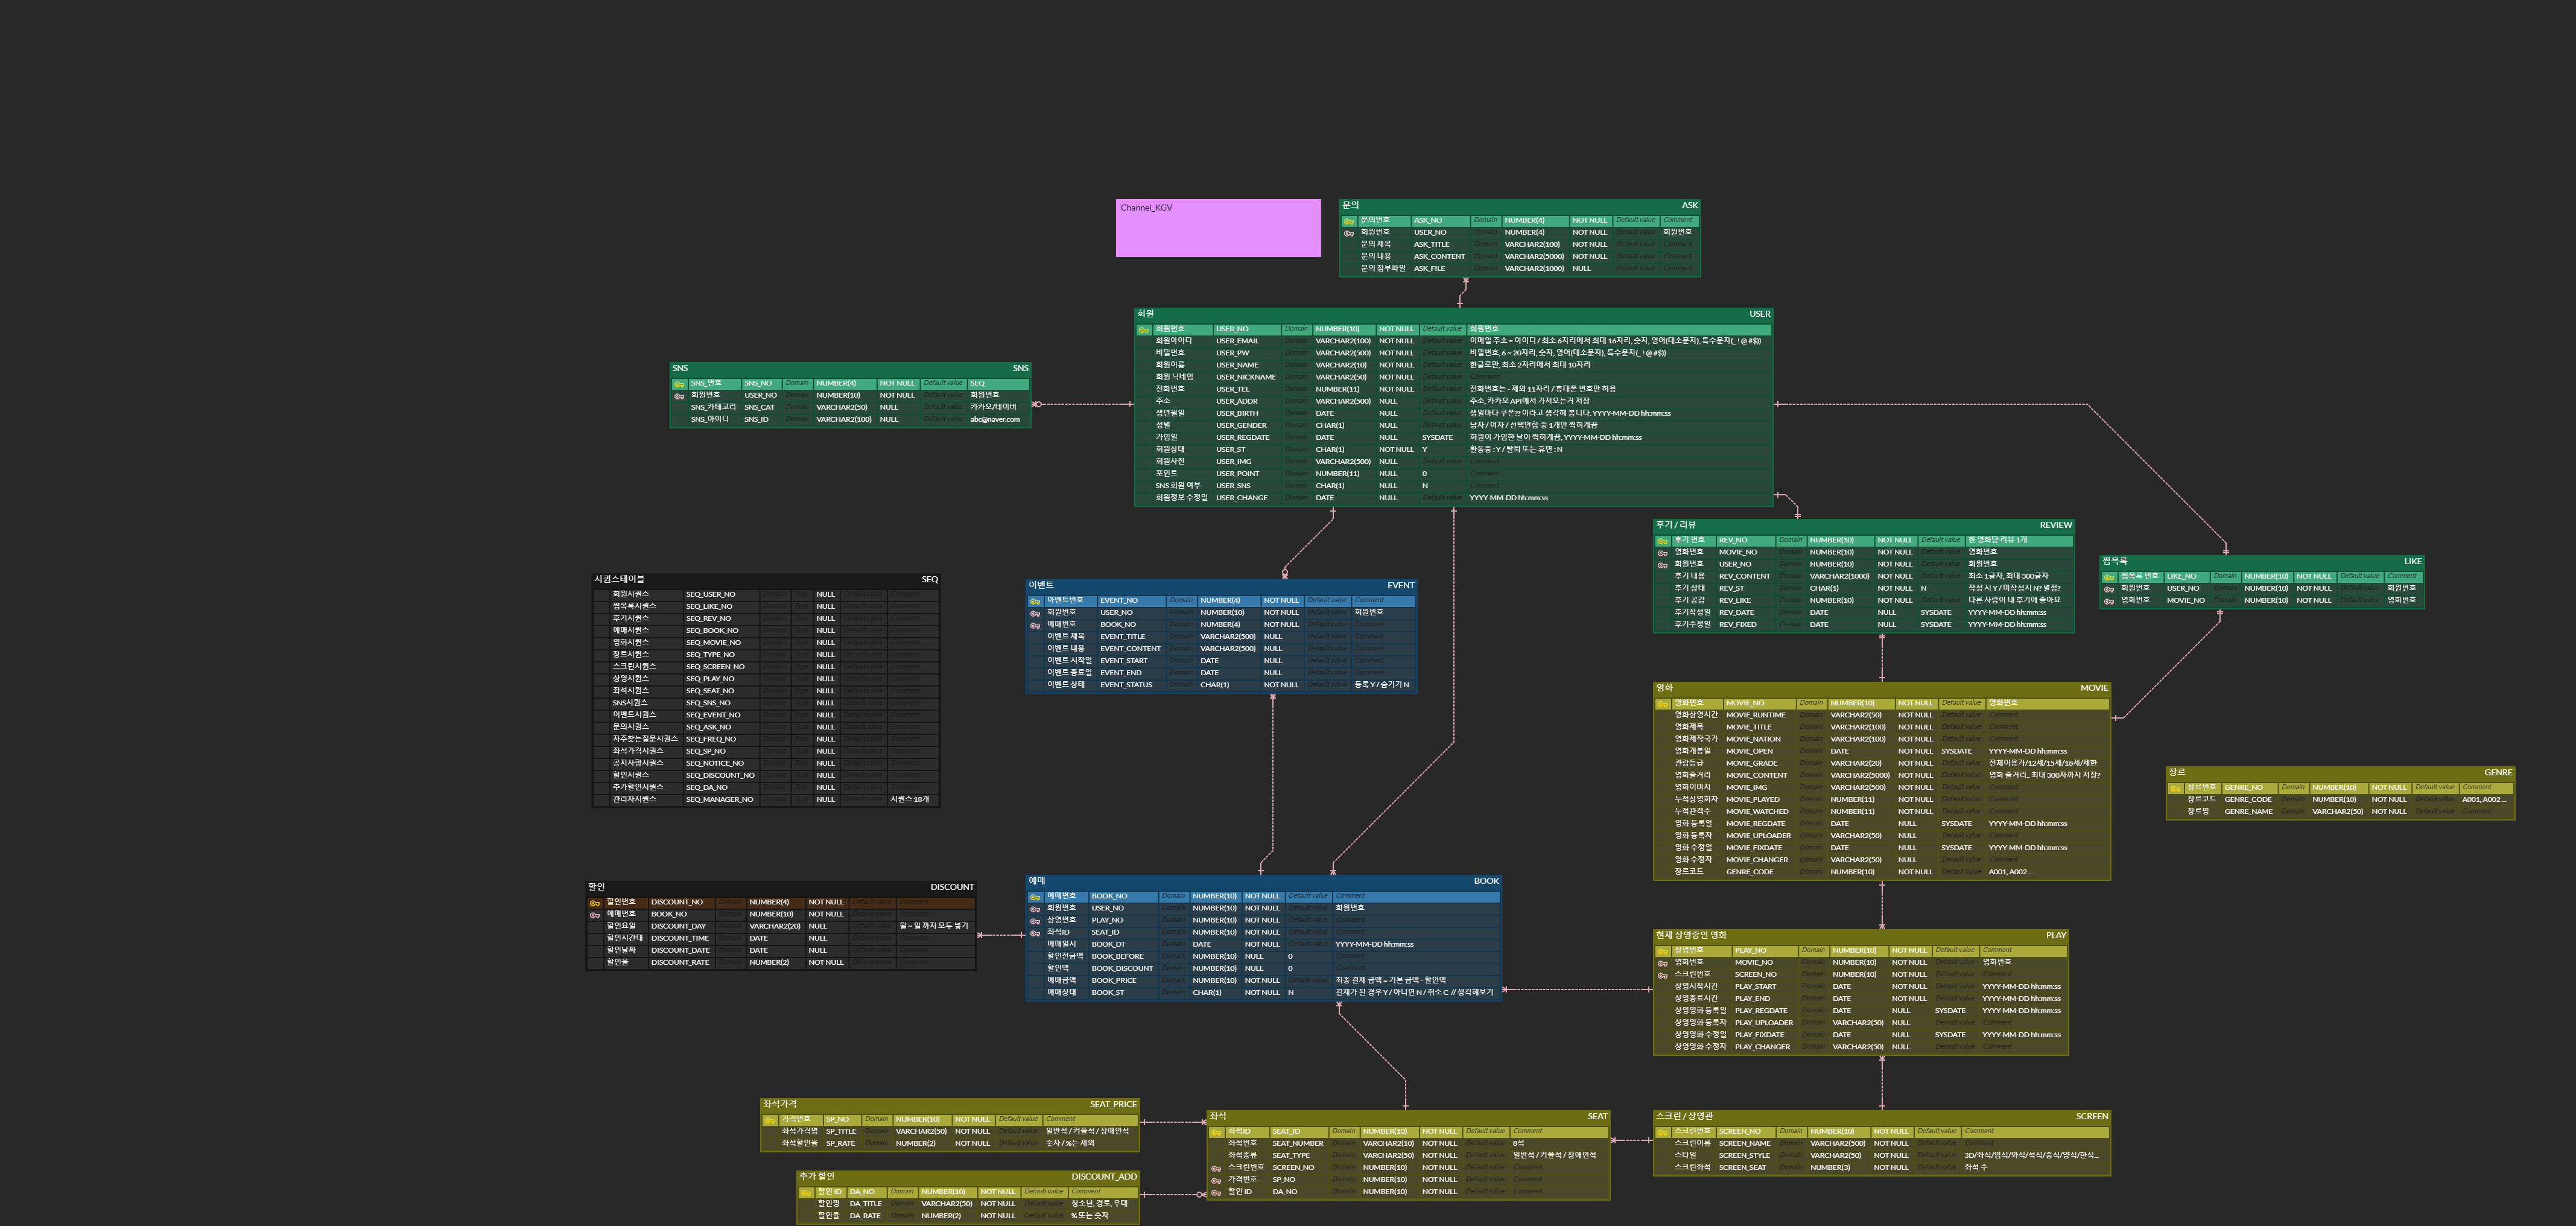 Channel_KGV
문의 ASK
문의번호 ASK_NO Domain NUMBER(4) NOT NULL Default value Comment
회원번호 USER_NO Domain NUMBER(4) NOT NULL Default value 회원번호
문의 제목 ASK_TITLE Domain VARCHAR2(100) NOT NULL Default value Comment
문의 내용 ASK_CONTENT Domain VARCHAR2(5000) NOT NULL Default value Comment
문의 첨부파일 ASK_FILE Domain VARCHAR2(1000) NULL Default value Comment
회원 USER
회원번호 USER_NO Domain NUMBER(10) NOT NULL Default value 회원번호
회원아이디 USER_EMAIL Domain VARCHAR2(100) NOT NULL Default value 이메일 주소 = 아이디 / 최소 6자리에서 최대 16자리, 숫자, 영어(대소문자), 특수문자(_!@#$))
비밀번호 USER_PW Domain VARCHAR2(500) NOT NULL Default value 비밀번호, 6 ~ 20자리, 숫자, 영어(대소문자), 특수문자(_!@#$))
회원이름 USER_NAME Domain VARCHAR2(10) NOT NULL Default value 한글로만, 최소 2자리에서 최대 10자리
회원 닉네임 USER_NICKNAME Domain VARCHAR2(50) NOT NULL Default value Comment
전화번호 USER_TEL Domain NUMBER(11) NOT NULL Default value 전화번호는 - 제외 11자리 / 휴대폰 번호만 허용
주소 USER_ADDR Domain VARCHAR2(500) NULL Default value 주소, 카카오 API에서 가져오는거 저장
생년월일 USER_BIRTH Domain DATE NULL Default value 생일마다 쿠폰?? 이라고 생각해 봅니다. YYYY-MM-DD hh:mm:ss
성별 USER_GENDER Domain CHAR(1) NULL Default value 남자 / 여자 / 선택안함 중 1개만 찍히게끔
가입일 USER_REGDATE Domain DATE NULL SYSDATE 회원이 가입한 날이 찍히게끔, YYYY-MM-DD hh:mm:ss
회원상태 USER_ST Domain CHAR(1) NOT NULL Y 활동중 : Y / 탈퇴 또는 휴면 : N
회원사진 USER_IMG Domain VARCHAR2(500) NULL Default value Comment
포인트 USER_POINT Domain NUMBER(11) NULL 0 Comment
SNS 회원 여부 USER_SNS Domain CHAR(1) NULL N Comment
회원정보 수정일 USER_CHANGE Domain DATE NULL Default value YYYY-MM-DD hh:mm:ss
SNS SNS
SNS_번호 SNS_NO Domain NUMBER(4) NOT NULL Default value SEQ
회원번호 USER_NO Domain NUMBER(10) NOT NULL Default value 회원번호
SNS_카테고리 SNS_CAT Domain VARCHAR2(50) NULL Default value 카카오/네이버
SNS_아이디 SNS_ID Domain VARCHAR2(100) NULL Default value abc@naver.com
후기 / 리뷰 REVIEW
후기 번호 REV_NO Domain NUMBER(10) NOT NULL Default value 한 영화당 리뷰 1개
영화번호 MOVIE_NO Domain NUMBER(10) NOT NULL Default value 영화번호
회원번호 USER_NO Domain NUMBER(10) NOT NULL Default value 회원번호
후기 내용 REV_CONTENT Domain VARCHAR2(1000) NOT NULL Default value 최소 1글자, 최대 300글자
후기 상태 REV_ST Domain CHAR(1) NOT NULL N 작성 시 Y / 미작성시 N? 별점?
후기 공감 REV_LIKE Domain NUMBER(10) NOT NULL Default value 다른 사람이 내 후기에 좋아요
후기작성일 REV_DATE Domain DATE NULL SYSDATE YYYY-MM-DD hh:mm:ss
후기수정일 REV_FIXED Domain DATE NULL SYSDATE YYYY-MM-DD hh:mm:ss
찜목록 LIKE
찜목록 번호 LIKE_NO Domain NUMBER(10) NOT NULL Default value Comment
회원번호 USER_NO Domain NUMBER(10) NOT NULL Default value 회원번호
영화번호 MOVIE_NO Domain NUMBER(10) NOT NULL Default value 영화번호
시퀀스테이블 SEQ
회원시퀀스 SEQ_USER_NO Domain Type NULL Default value Comment
찜목록시퀀스 SEQ_LIKE_NO Domain Type NULL Default value Comment
후기시퀀스 SEQ_REV_NO Domain Type NULL Default value Comment
예매시퀀스 SEQ_BOOK_NO Domain Type NULL Default value Comment
영화시퀀스 SEQ_MOVIE_NO Domain Type NULL Default value Comment
장르시퀀스 SEQ_TYPE_NO Domain Type NULL Default value Comment
스크린시퀀스 SEQ_SCREEN_NO Domain Type NULL Default value Comment
상영시퀀스 SEQ_PLAY_NO Domain Type NULL Default value Comment
좌석시퀀스 SEQ_SEAT_NO Domain Type NULL Default value Comment
SNS시퀀스 SEQ_SNS_NO Domain Type NULL Default value Comment
이벤트시퀀스 SEQ_EVENT_NO Domain Type NULL Default value Comment
문의시퀀스 SEQ_ASK_NO Domain Type NULL Default value Comment
자주찾는질문시퀀스 SEQ_FREQ_NO Domain Type NULL Default value Comment
좌석가격시퀀스 SEQ_SP_NO Domain Type NULL Default value Comment
공지사항시퀀스 SEQ_NOTICE_NO Domain Type NULL Default value Comment
할인시퀀스 SEQ_DISCOUNT_NO Domain Type NULL Default value Comment
추가할인시퀀스 SEQ_DA_NO Domain Type NULL Default value Comment
관리자시퀀스 SEQ_MANAGER_NO Domain Type NULL Default value 시퀀스 18개
이벤트 EVENT
이벤트번호 EVENT_NO Domain NUMBER(4) NOT NULL Default value Comment
회원번호 USER_NO Domain NUMBER(10) NOT NULL Default value 회원번호
예매번호 BOOK_NO Domain NUMBER(4) NOT NULL Default value Comment
이벤트 제목 EVENT_TITLE Domain VARCHAR2(500) NULL Default value Comment
이벤트 내용 EVENT_CONTENT Domain VARCHAR2(500) NULL Default value Comment
이벤트 시작일 EVENT_START Domain DATE NULL Default value Comment
이벤트 종료일 EVENT_END Domain DATE NULL Default value Comment
이벤트 상태 EVENT_STATUS Domain CHAR(1) NOT NULL Default value 등록 Y / 숨기기 N
영화 MOVIE
영화번호 MOVIE_NO Domain NUMBER(10) NOT NULL Default value 영화번호
영화상영시간 MOVIE_RUNTIME Domain VARCHAR2(50) NOT NULL Default value Comment
영화제목 MOVIE_TITLE Domain VARCHAR2(100) NOT NULL Default value Comment
영화제작국가 MOVIE_NATION Domain VARCHAR2(100) NOT NULL Default value Comment
영화개봉일 MOVIE_OPEN Domain DATE NOT NULL SYSDATE YYYY-MM-DD hh:mm:ss
관람등급 MOVIE_GRADE Domain VARCHAR2(20) NOT NULL Default value 전체이용가/12세/15세/18세/제한
영화줄거리 MOVIE_CONTENT Domain VARCHAR2(5000) NOT NULL Default value 영화 줄거리.. 최대 300자까지 저장?
영화이미지 MOVIE_IMG Domain VARCHAR2(500) NOT NULL Default value Comment
누적상영회차 MOVIE_PLAYED Domain NUMBER(11) NOT NULL Default value Comment
누적관객수 MOVIE_WATCHED Domain NUMBER(11) NOT NULL Default value Comment
영화 등록일 MOVIE_REGDATE Domain DATE NULL SYSDATE YYYY-MM-DD hh:mm:ss
영화 등록자 MOVIE_UPLOADER Domain VARCHAR2(50) NULL Default value Comment
영화 수정일 MOVIE_FIXDATE Domain DATE NULL SYSDATE YYYY-MM-DD hh:mm:ss
영화 수정자 MOVIE_CHANGER Domain VARCHAR2(50) NULL Default value Comment
장르코드 GENRE_CODE Domain NUMBER(10) NOT NULL Default value A001, A002 ...
장르 GENRE
장르번호 GENRE_NO Domain NUMBER(10) NOT NULL Default value Comment
장르코드 GENRE_CODE Domain NUMBER(10) NOT NULL Default value A001, A002 ...
장르명 GENRE_NAME Domain VARCHAR2(50) NOT NULL Default value Comment
할인 DISCOUNT
할인번호 DISCOUNT_NO Domain NUMBER(4) NOT NULL Default value Comment
예매번호 BOOK_NO Domain NUMBER(10) NOT NULL Default value Comment
할인요일 DISCOUNT_DAY Domain VARCHAR2(20) NULL Default value 월 ~ 일 까지 모두 넣기
할인시간대 DISCOUNT_TIME Domain DATE NULL Default value Comment
할인날짜 DISCOUNT_DATE Domain DATE NULL Default value Comment
할인율 DISCOUNT_RATE Domain NUMBER(2) NOT NULL Default value Comment
예매 BOOK
예매번호 BOOK_NO Domain NUMBER(10) NOT NULL Default value Comment
회원번호 USER_NO Domain NUMBER(10) NOT NULL Default value 회원번호
상영번호 PLAY_NO Domain NUMBER(10) NOT NULL Default value Comment
좌석ID SEAT_ID Domain NUMBER(10) NOT NULL Default value Comment
예매일시 BOOK_DT Domain DATE NOT NULL Default value YYYY-MM-DD hh:mm:ss
할인전금액 BOOK_BEFORE Domain NUMBER(10) NULL 0 Comment
할인액 BOOK_DISCOUNT Domain NUMBER(10) NULL 0 Comment
예매금액 BOOK_PRICE Domain NUMBER(10) NOT NULL Default value 최종 결제 금액 = 기본 금액 - 할인액
예매상태 BOOK_ST Domain CHAR(1) NOT NULL N 결제가 된 경우 Y / 아니면 N / 취소 C // 생각해보기
현재 상영중인 영화 PLAY
상영번호 PLAY_NO Domain NUMBER(10) NOT NULL Default value Comment
영화번호 MOVIE_NO Domain NUMBER(10) NOT NULL Default value 영화번호
스크린번호 SCREEN_NO Domain NUMBER(10) NOT NULL Default value Comment
상영시작시간 PLAY_START Domain DATE NOT NULL Default value YYYY-MM-DD hh:mm:ss
상영종료시간 PLAY_END Domain DATE NOT NULL Default value YYYY-MM-DD hh:mm:ss
상영영화 등록일 PLAY_REGDATE Domain DATE NULL SYSDATE YYYY-MM-DD hh:mm:ss
상영영화 등록자 PLAY_UPLOADER Domain VARCHAR2(50) NULL Default value Comment
상영영화 수정일 PLAY_FIXDATE Domain DATE NULL SYSDATE YYYY-MM-DD hh:mm:ss
상영영화 수정자 PLAY_CHANGER Domain VARCHAR2(50) NULL Default value Comment
좌석가격 SEAT_PRICE
가격번호 SP_NO Domain NUMBER(10) NOT NULL Default value Comment
좌석가격명 SP_TITLE Domain VARCHAR2(50) NOT NULL Default value 일반석 / 커플석 / 장애인석
좌석할인율 SP_RATE Domain NUMBER(2) NOT NULL Default value 숫자 / %는 제외
좌석 SEAT
좌석ID SEAT_ID Domain NUMBER(10) NOT NULL Default value Comment
좌석번호 SEAT_NUMBER Domain VARCHAR2(10) NOT NULL Default value 8석
좌석종류 SEAT_TYPE Domain VARCHAR2(50) NOT NULL Default value 일반석 / 커플석 / 장애인석
스크린번호 SCREEN_NO Domain NUMBER(10) NOT NULL Default value Comment
가격번호 SP_NO Domain NUMBER(10) NOT NULL Default value Comment
할인 ID DA_NO Domain NUMBER(10) NOT NULL Default value Comment
스크린 / 상영관 SCREEN
스크린번호 SCREEN_NO Domain NUMBER(10) NOT NULL Default value Comment
스크린이름 SCREEN_NAME Domain VARCHAR2(500) NOT NULL Default value Comment
스타일 SCREEN_STYLE Domain VARCHAR2(50) NOT NULL Default value 3D/좌식/입식/와식/석식/중식/양식/한식...
스크린좌석 SCREEN_SEAT Domain NUMBER(3) NOT NULL Default value 좌석 수
추가 할인 DISCOUNT_ADD
할인 ID DA_NO Domain NUMBER(10) NOT NULL Default value Comment
할인명 DA_TITLE Domain VARCHAR2(50) NOT NULL Default value 청소년, 경로, 우대
할인율 DA_RATE Domain NUMBER(2) NOT NULL Default value % 또는 숫자